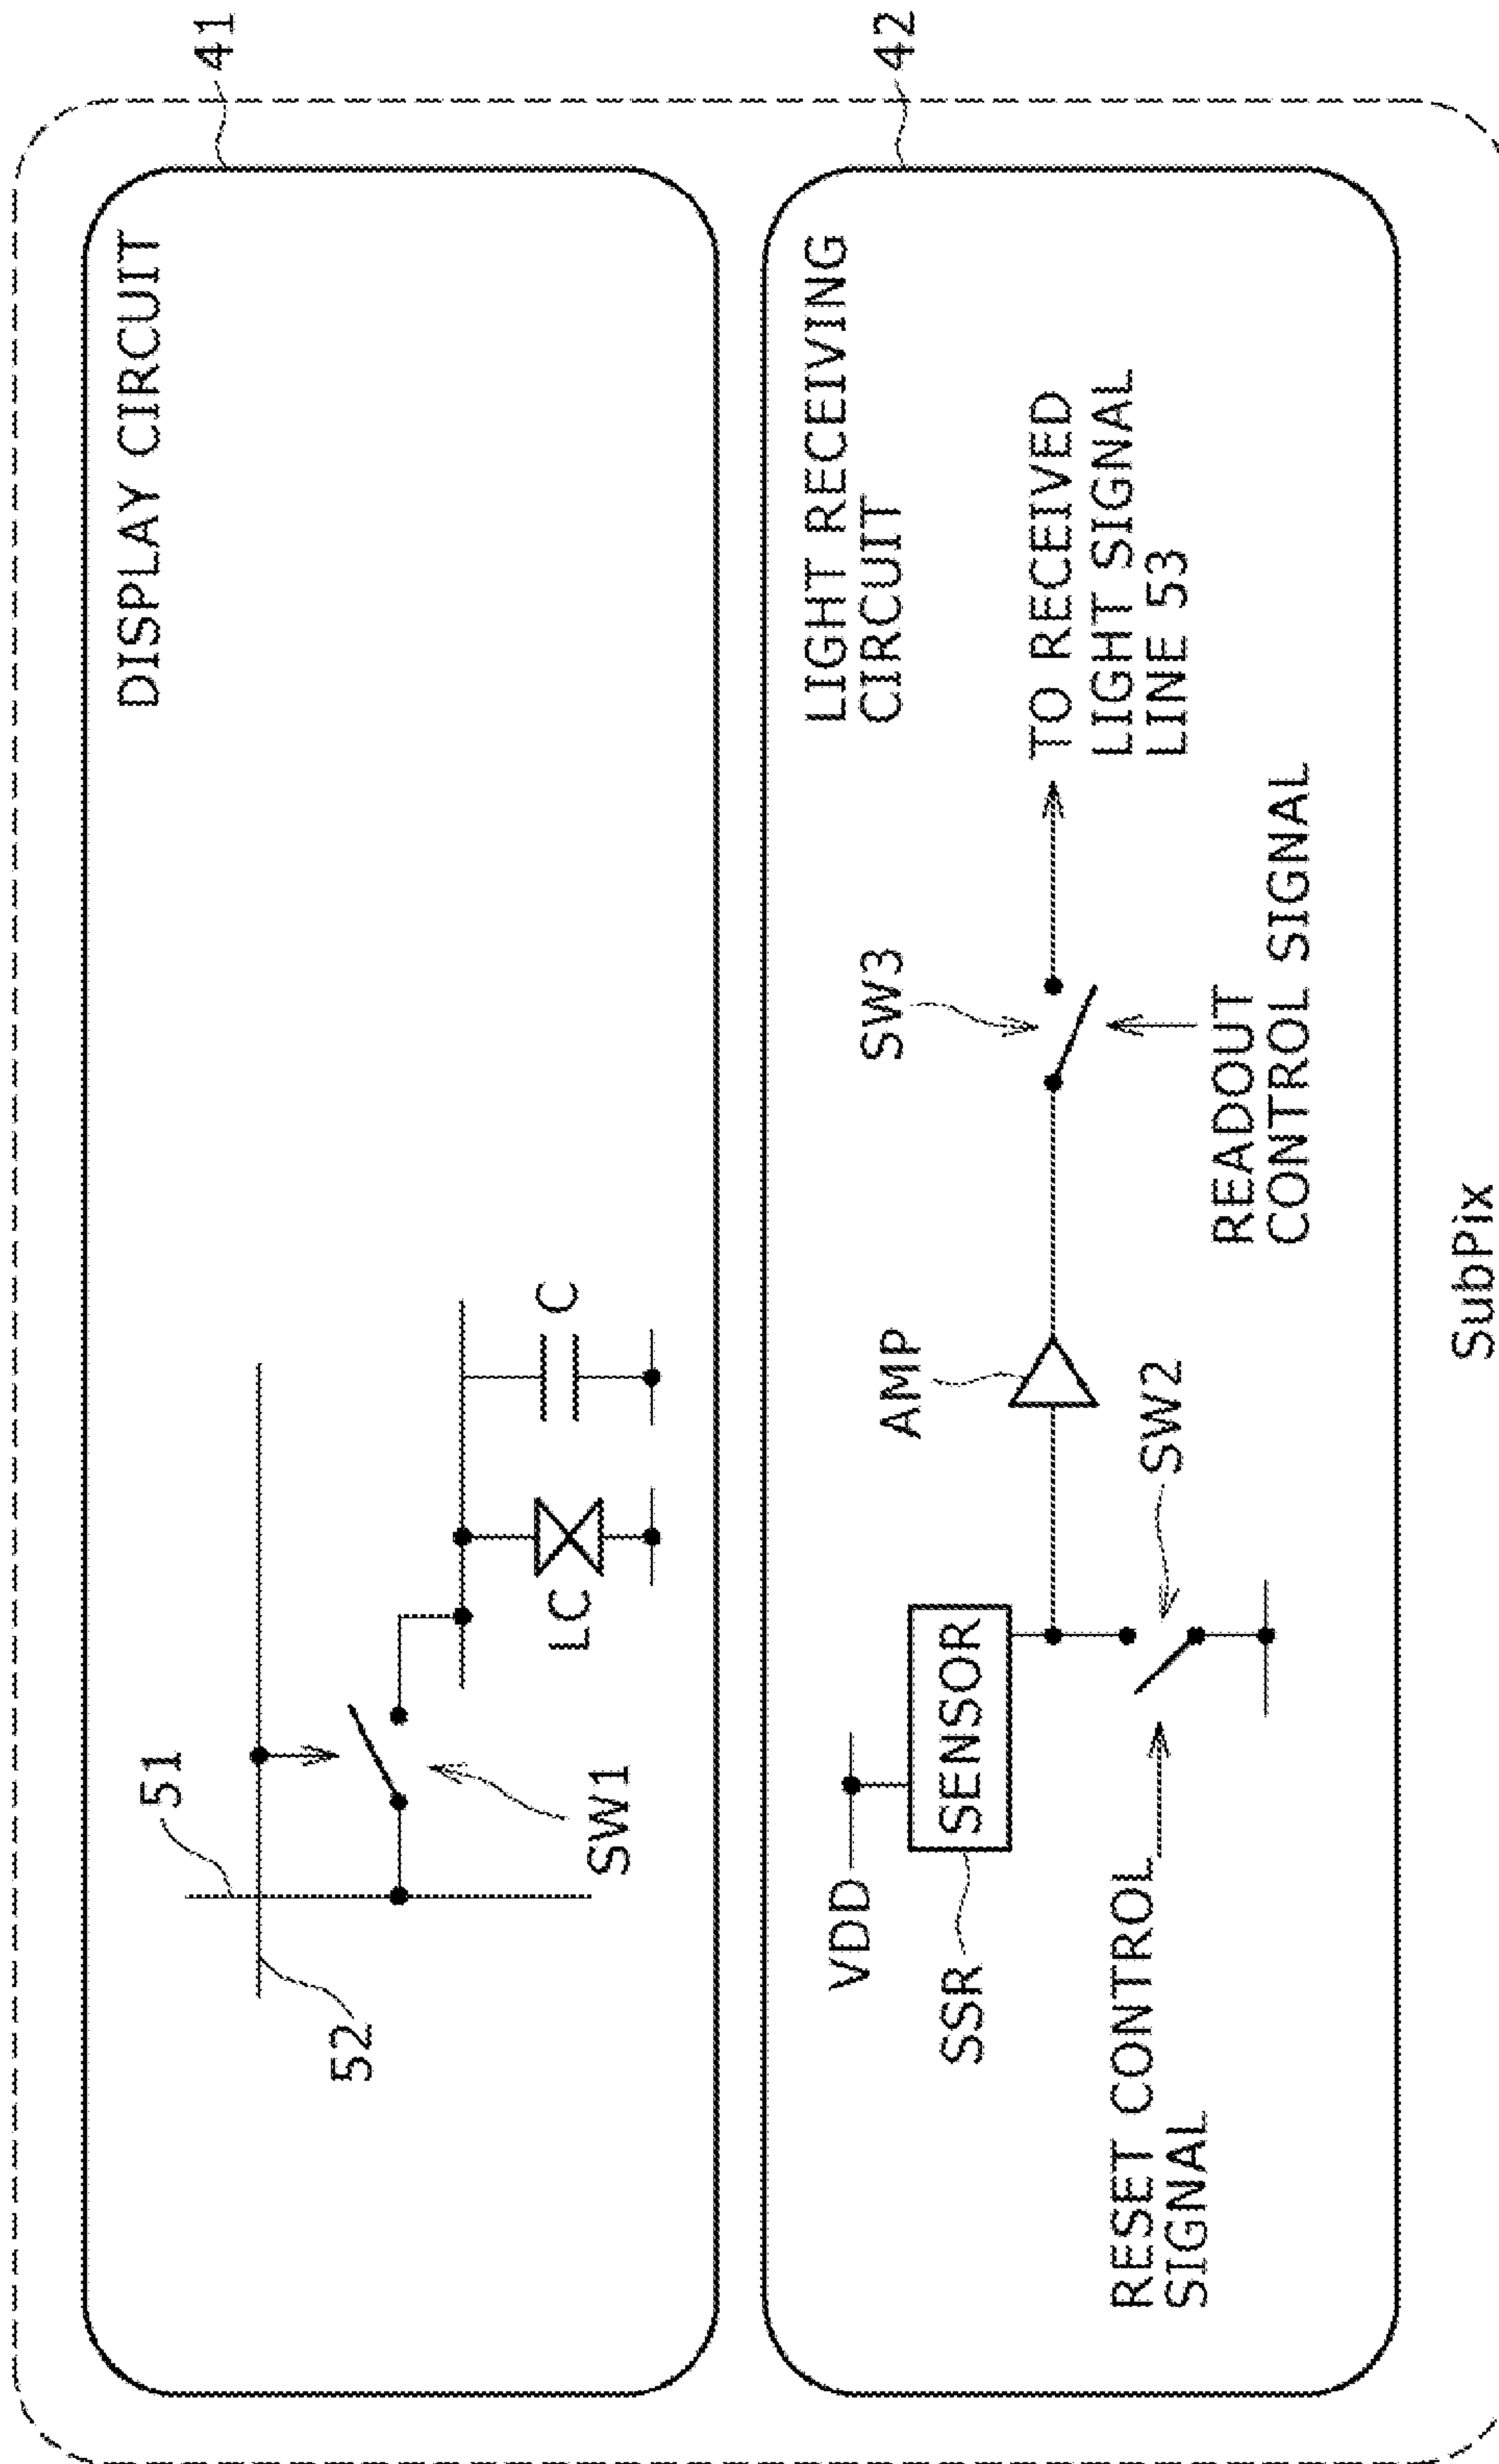 41
DISPLAY CIRCUIT
51
52
SW1
LC
C
42
LIGHT RECEIVING
CIRCUIT
VDD
SSR
SENSOR
AMP
SW3
TO RECEIVED
LIGHT SIGNAL
LINE 53
RESET CONTROL
SIGNAL
SW2
READOUT
CONTROL SIGNAL
SubPix